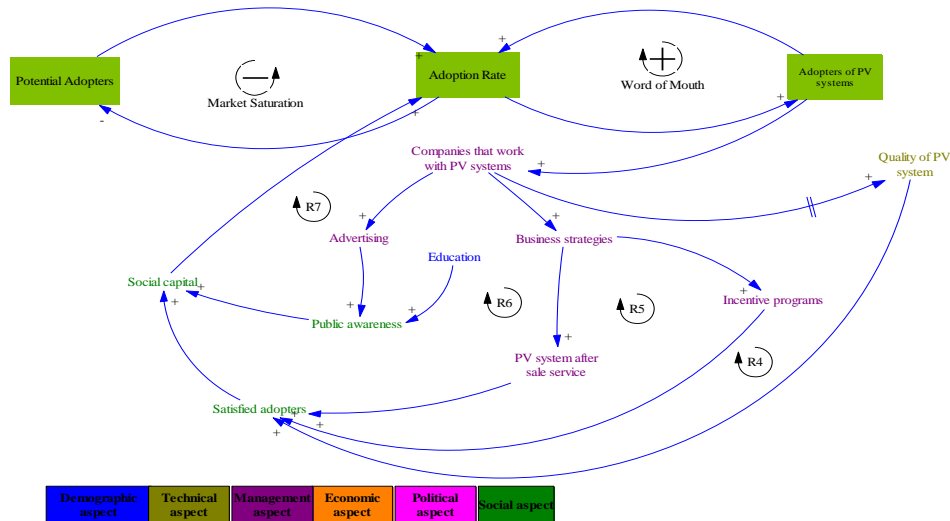 Potential Adopters
Adoption Rate
Adopters of PV
systems
Market Saturation
Word of Mouth
Companies that work
with PV systems
Quality of PV
system
R7
Advertising
Business strategies
Education
Social capital
R6
R5
Incentive programs
Public awareness
PV system after
sale service
R4
Satisfied adopters
Demographic
aspect
Technical
aspect
Management
aspect
Economic
aspect
Political
aspect
Social aspect